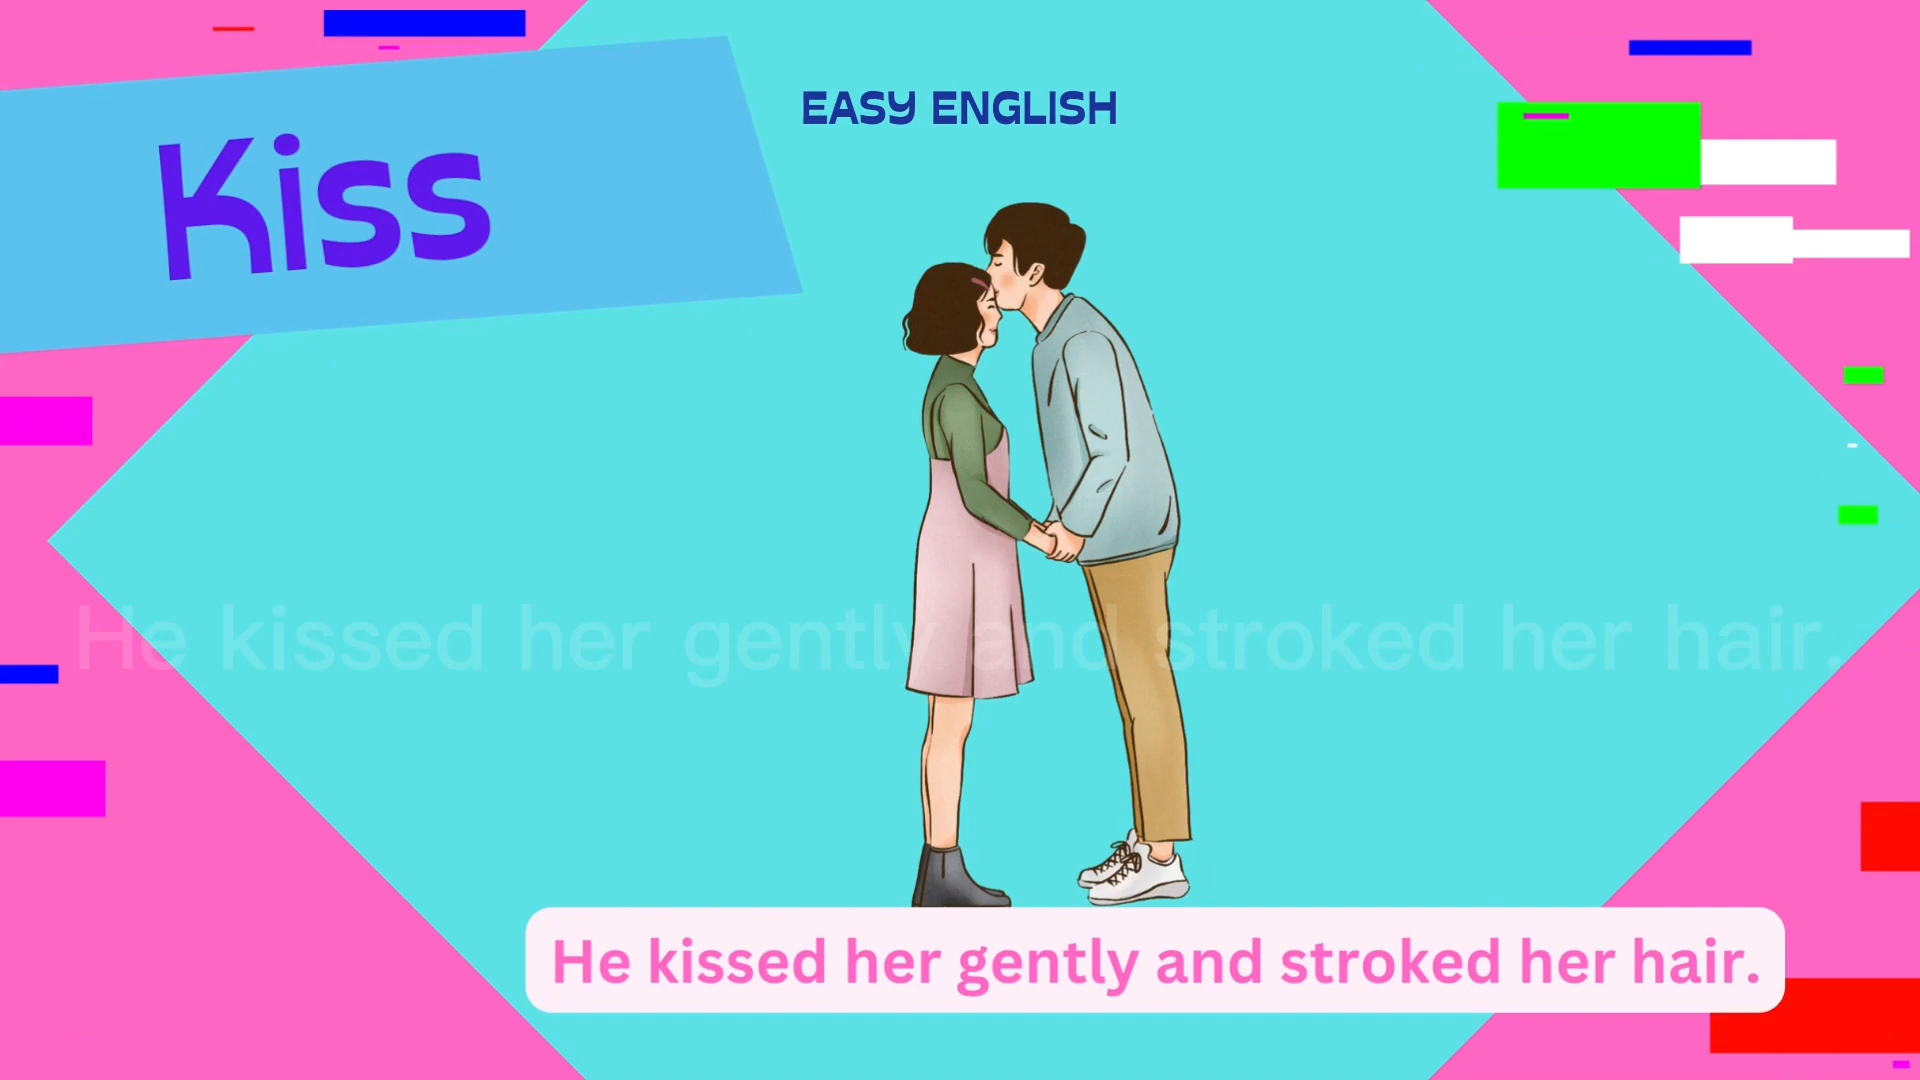 Kiss
EASY ENGLISH
He kissed her gently and stroked her hair.
He kissed her gently and stroked her hair.